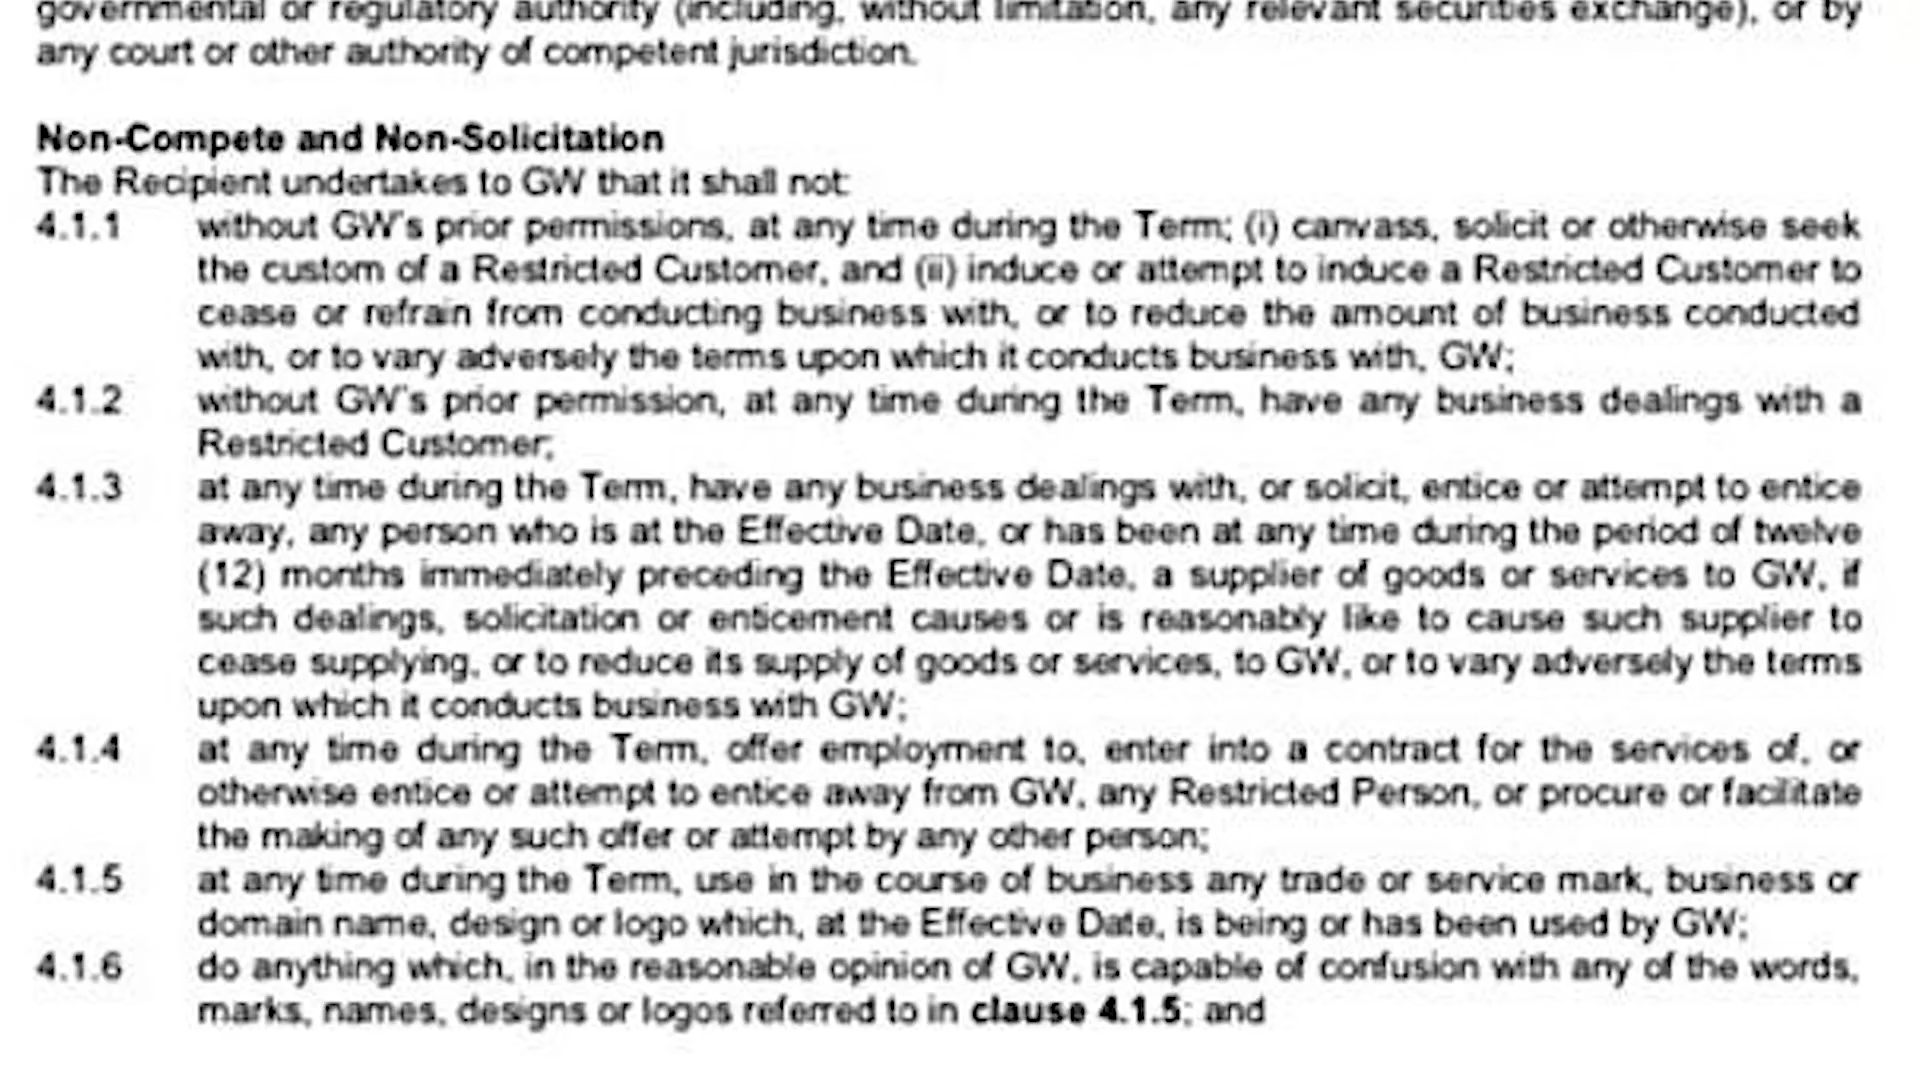 governmental or regulatory authority (including, without limitation, any relevant securities exchange), or by
any court or other authority of competent jurisdiction.
Non-Compete and Non-Solicitation
The Recipient undertakes to GW that it shall not:
4.1.1 without GW's prior permissions, at any time during the Term; (i) canvass, solicit or otherwise seek
the custom of a Restricted Customer, and (ii) induce or attempt to induce a Restricted Customer to
cease or refrain from conducting business with, or to reduce the amount of business conducted
with, or to vary adversely the terms upon which it conducts business with, GW;
4.1.2 without GW's prior permission, at any time during the Term, have any business dealings with a
Restricted Customer;
4.1.3 at any time during the Term, have any business dealings with, or solicit, entice or attempt to entice
away, any person who is at the Effective Date, or has been at any time during the period of twelve
(12) months immediately preceding the Effective Date, a supplier of goods or services to GW, if
such dealings, solicitation or enticement causes or is reasonably like to cause such supplier to
cease supplying, or to reduce its supply of goods or services, to GW, or to vary adversely the terms
upon which it conducts business with GW;
4.1.4 at any time during the Term, offer employment to, enter into a contract for the services of, or
otherwise entice or attempt to entice away from GW, any Restricted Person, or procure or facilitate
the making of any such offer or attempt by any other person;
4.1.5 at any time during the Term, use in the course of business any trade or service mark, business or
domain name, design or logo which, at the Effective Date, is being or has been used by GW;
4.1.6 do anything which, in the reasonable opinion of GW, is capable of confusion with any of the words,
marks, names, designs or logos referred to in clause 4.1.5; and